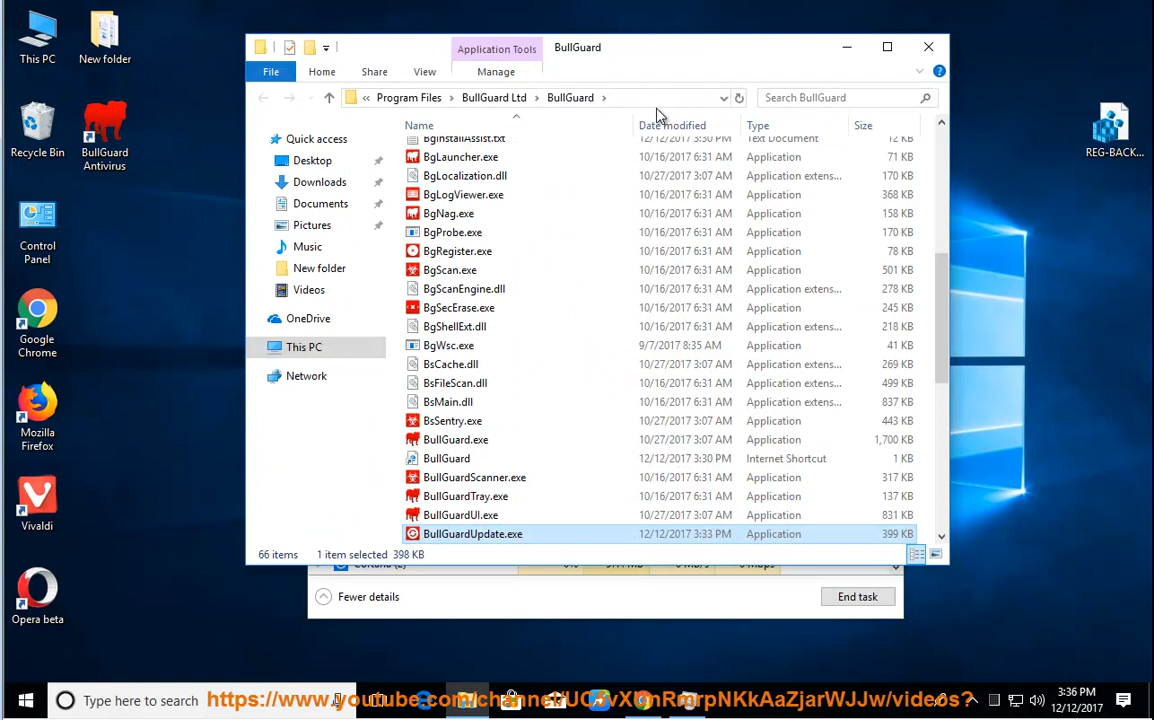 This PC
New folder
Recycle Bin
BullGuard Antivirus
Control Panel
Google Chrome
Mozilla Firefox
Vivaldi
Opera beta
REG-BACK...
Application Tools
BullGuard
File
Home
Share
View
Manage
« Program Files > BullGuard Ltd > BullGuard >
Search BullGuard
Name Date modified Type Size
Quick access
Desktop
Downloads
Documents
Pictures
Music
New folder
Videos
OneDrive
This PC
Network
BgInstallAssist.txt 12/12/2017 3:30 PM Text Document 12 KB
BgLauncher.exe 10/16/2017 6:31 AM Application 71 KB
BgLocalization.dll 10/27/2017 3:07 AM Application extens... 170 KB
BgLogViewer.exe 10/16/2017 6:31 AM Application 368 KB
BgNag.exe 10/16/2017 6:31 AM Application 158 KB
BgProbe.exe 10/16/2017 6:31 AM Application 170 KB
BgRegister.exe 10/16/2017 6:31 AM Application 78 KB
BgScan.exe 10/16/2017 6:31 AM Application 501 KB
BgScanEngine.dll 10/16/2017 6:31 AM Application extens... 278 KB
BgSecErase.exe 10/16/2017 6:31 AM Application 245 KB
BgShellExt.dll 10/16/2017 6:31 AM Application extens... 218 KB
BgWsc.exe 9/7/2017 8:35 AM Application 41 KB
BsCache.dll 10/27/2017 3:07 AM Application extens... 269 KB
BsFileScan.dll 10/16/2017 6:31 AM Application extens... 499 KB
BsMain.dll 10/16/2017 6:31 AM Application extens... 837 KB
BsSentry.exe 10/27/2017 3:07 AM Application 443 KB
BullGuard.exe 10/27/2017 3:07 AM Application 1,700 KB
BullGuard 12/12/2017 3:30 PM Internet Shortcut 1 KB
BullGuardScanner.exe 10/16/2017 6:31 AM Application 317 KB
BullGuardTray.exe 10/16/2017 6:31 AM Application 137 KB
BullGuardUI.exe 10/27/2017 3:07 AM Application 831 KB
BullGuardUpdate.exe 12/12/2017 3:33 PM Application 399 KB
66 items 1 item selected 398 KB
Fewer details
End task
Type here to search
3:36 PM
12/12/2017